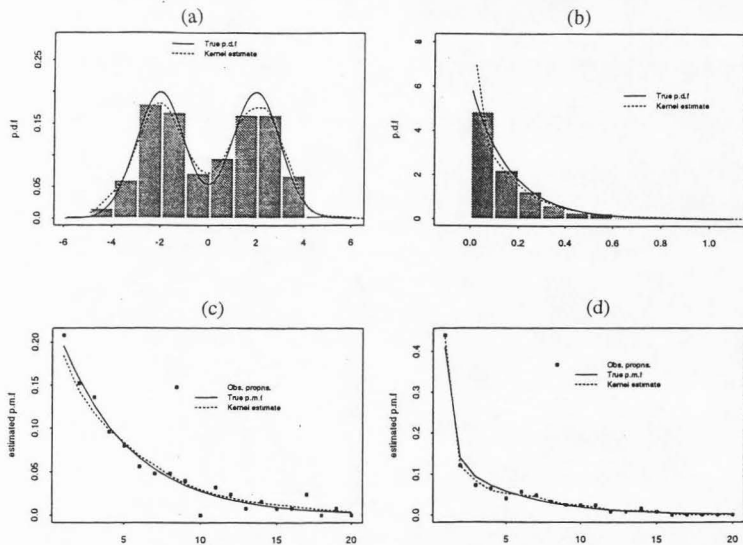 (a)
p.d.f
0.25
0.15
0.05
0.0
True p.d.f
Kernel estimate
-6
-4
-2
0
2
4
6
(b)
p.d.f
8
6
4
2
0
True p.d.f
Kernel estimate
0.0
0.2
0.4
0.6
0.8
1.0
(c)
estimated p.m.f
0.20
0.15
0.10
0.05
0.0
Obs. propns.
True p.m.f
Kernel estimate
5
10
15
20
(d)
estimated p.m.f
0.4
0.3
0.2
0.1
0.0
Obs. propns.
True p.m.f
Kernel estimate
5
10
15
20